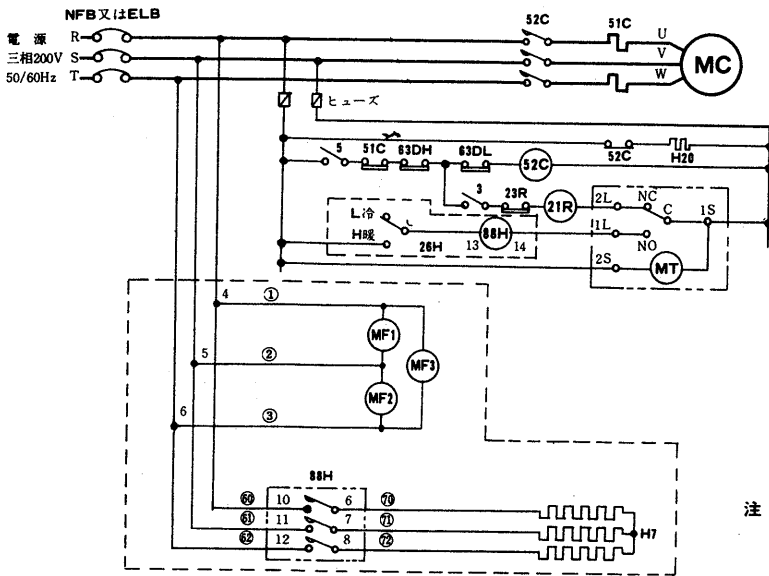 NFB又はELB
電源 R
三相200V S
50/60Hz T
52C
51C
U
V
W
MC
ヒューズ
5
51C
63DH
63DL
52C
52C
H20
3
23R
21R
2L
NC
C
1S
L冷
H暖
26H
88H
13
14
1L
NO
2S
MT
4
①
MF1
5
②
MF3
MF2
6
③
88H
㊿
60 10 6 70
61 11 7 71
62 12 8 72
H7
注